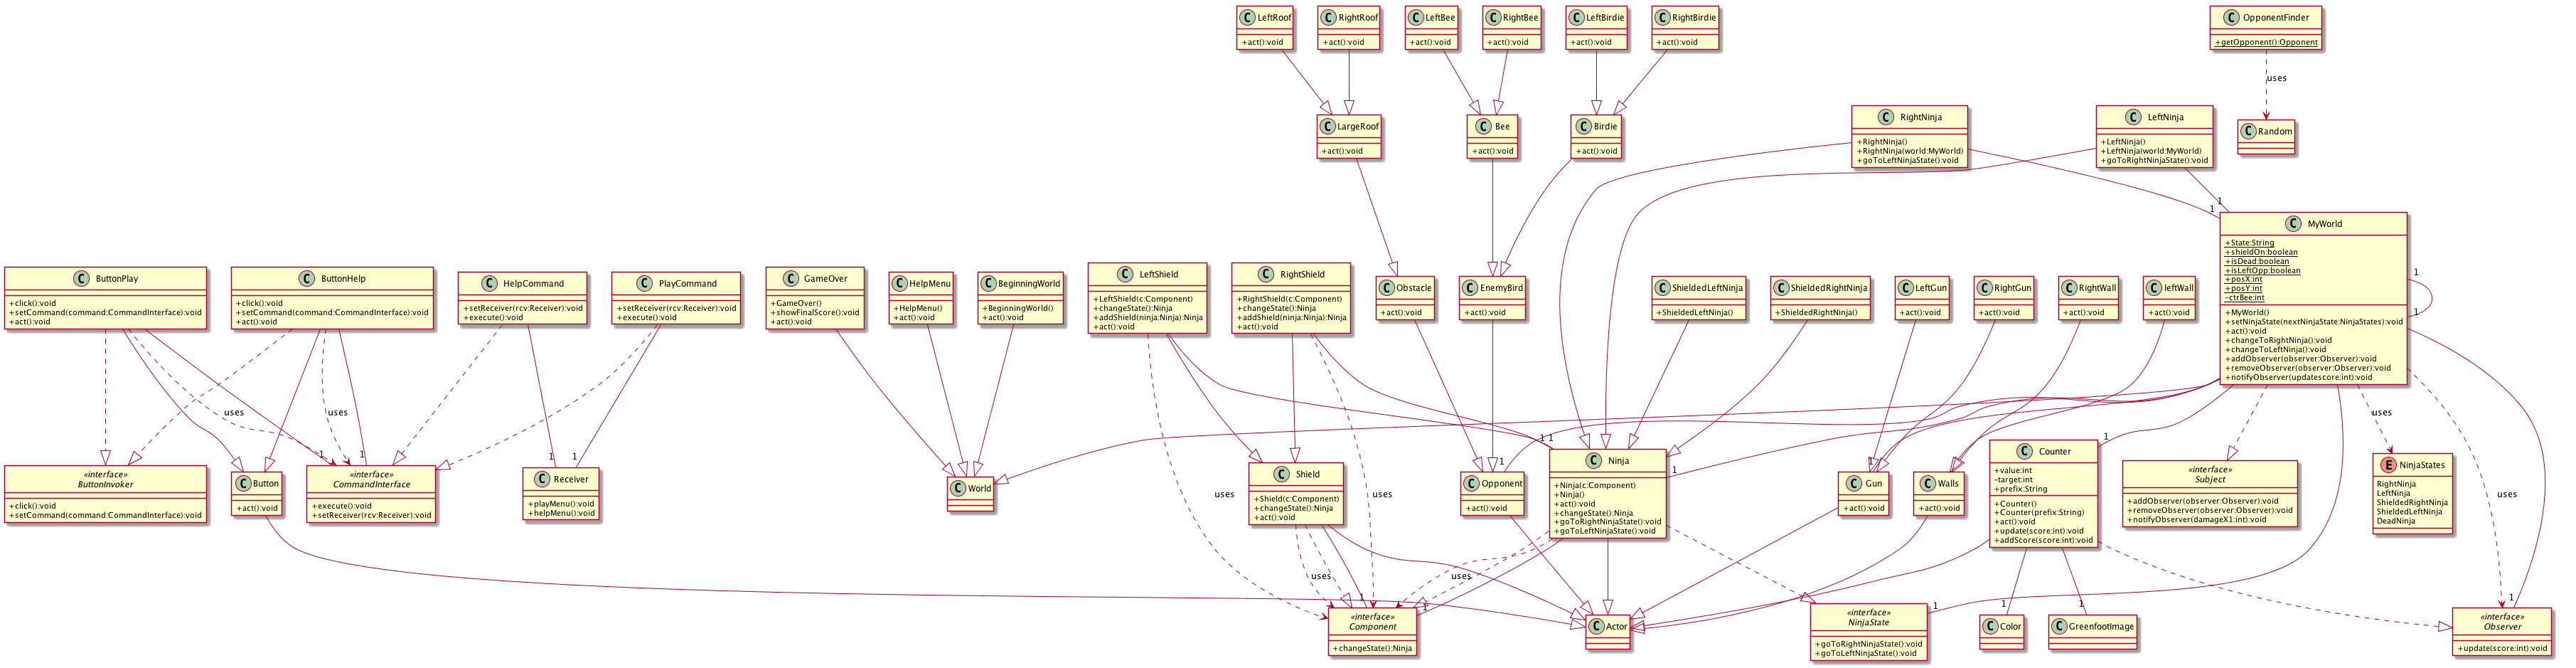 C LeftRoof
+act():void
C RightRoof
+act():void
C LeftBee
+act():void
C RightBee
+act():void
C LeftBirdie
+act():void
C RightBirdie
+act():void
C OpponentFinder
+getOpponent():Opponent
uses
C LargeRoof
+act():void
C Bee
+act():void
C Birdie
+act():void
C RightNinja
+RightNinja()
+RightNinja(world:MyWorld)
+goToLeftNinjaState():void
C LeftNinja
+LeftNinja()
+LeftNinja(world:MyWorld)
+goToRightNinjaState():void
C Random
1
1
C ButtonPlay
+click():void
+setCommand(command:CommandInterface):void
+act():void
C ButtonHelp
+click():void
+setCommand(command:CommandInterface):void
+act():void
C HelpCommand
+setReceiver(rcv:Receiver):void
+execute():void
C PlayCommand
+setReceiver(rcv:Receiver):void
+execute():void
C GameOver
+GameOver()
+showFinalScore():void
+act():void
C HelpMenu
+HelpMenu()
+act():void
C BeginningWorld
+BeginningWorld()
+act():void
C LeftShield
+LeftShield(c:Component)
+changeState():Ninja
+addShield(ninja:Ninja):Ninja
+act():void
C RightShield
+RightShield(c:Component)
+changeState():Ninja
+addShield(ninja:Ninja):Ninja
+act():void
C Obstacle
+act():void
C EnemyBird
+act():void
C ShieldedLeftNinja
+ShieldedLeftNinja()
C ShieldedRightNinja
+ShieldedRightNinja()
C LeftGun
+act():void
C RightGun
+act():void
C RightWall
+act():void
C leftWall
+act():void
C MyWorld
+State:String
+shieldOn:boolean
+isDead:boolean
+isLeftOpp:boolean
+posX:int
+posY:int
-ctrBee:int
+MyWorld()
+setNinjaState(nextNinjaState:NinjaStates):void
+act():void
+changeToRightNinja():void
+changeToLeftNinja():void
+addObserver(observer:Observer):void
+removeObserver(observer:Observer):void
+notifyObserver(updatescore:int):void
1
1
uses
uses
uses
1
1
1
1
1
1
1
1
1
1
uses
uses
uses
«interface»
ButtonInvoker
+click():void
+setCommand(command:CommandInterface):void
C Button
+act():void
«interface»
CommandInterface
+execute():void
+setReceiver(rcv:Receiver):void
C Receiver
+playMenu():void
+helpMenu():void
C World
C Shield
+Shield(c:Component)
+changeState():Ninja
+act():void
C Opponent
+act():void
C Ninja
+Ninja(c:Component)
+Ninja()
+act():void
+changeState():Ninja
+goToRightNinjaState():void
+goToLeftNinjaState():void
C Gun
+act():void
C Walls
+act():void
C Counter
+value:int
-target:int
+prefix:String
+Counter()
+Counter(prefix:String)
+act():void
+update(score:int):void
+addScore(score:int):void
«interface»
Subject
+addObserver(observer:Observer):void
+removeObserver(observer:Observer):void
+notifyObserver(damageX1:int):void
E NinjaStates
RightNinja
LeftNinja
ShieldedRightNinja
ShieldedLeftNinja
DeadNinja
uses
uses
1
1
1
1
1
1
«interface»
Component
+changeState():Ninja
C Actor
«interface»
NinjaState
+goToRightNinjaState():void
+goToLeftNinjaState():void
C Color
C GreenfootImage
«interface»
Observer
+update(score:int):void